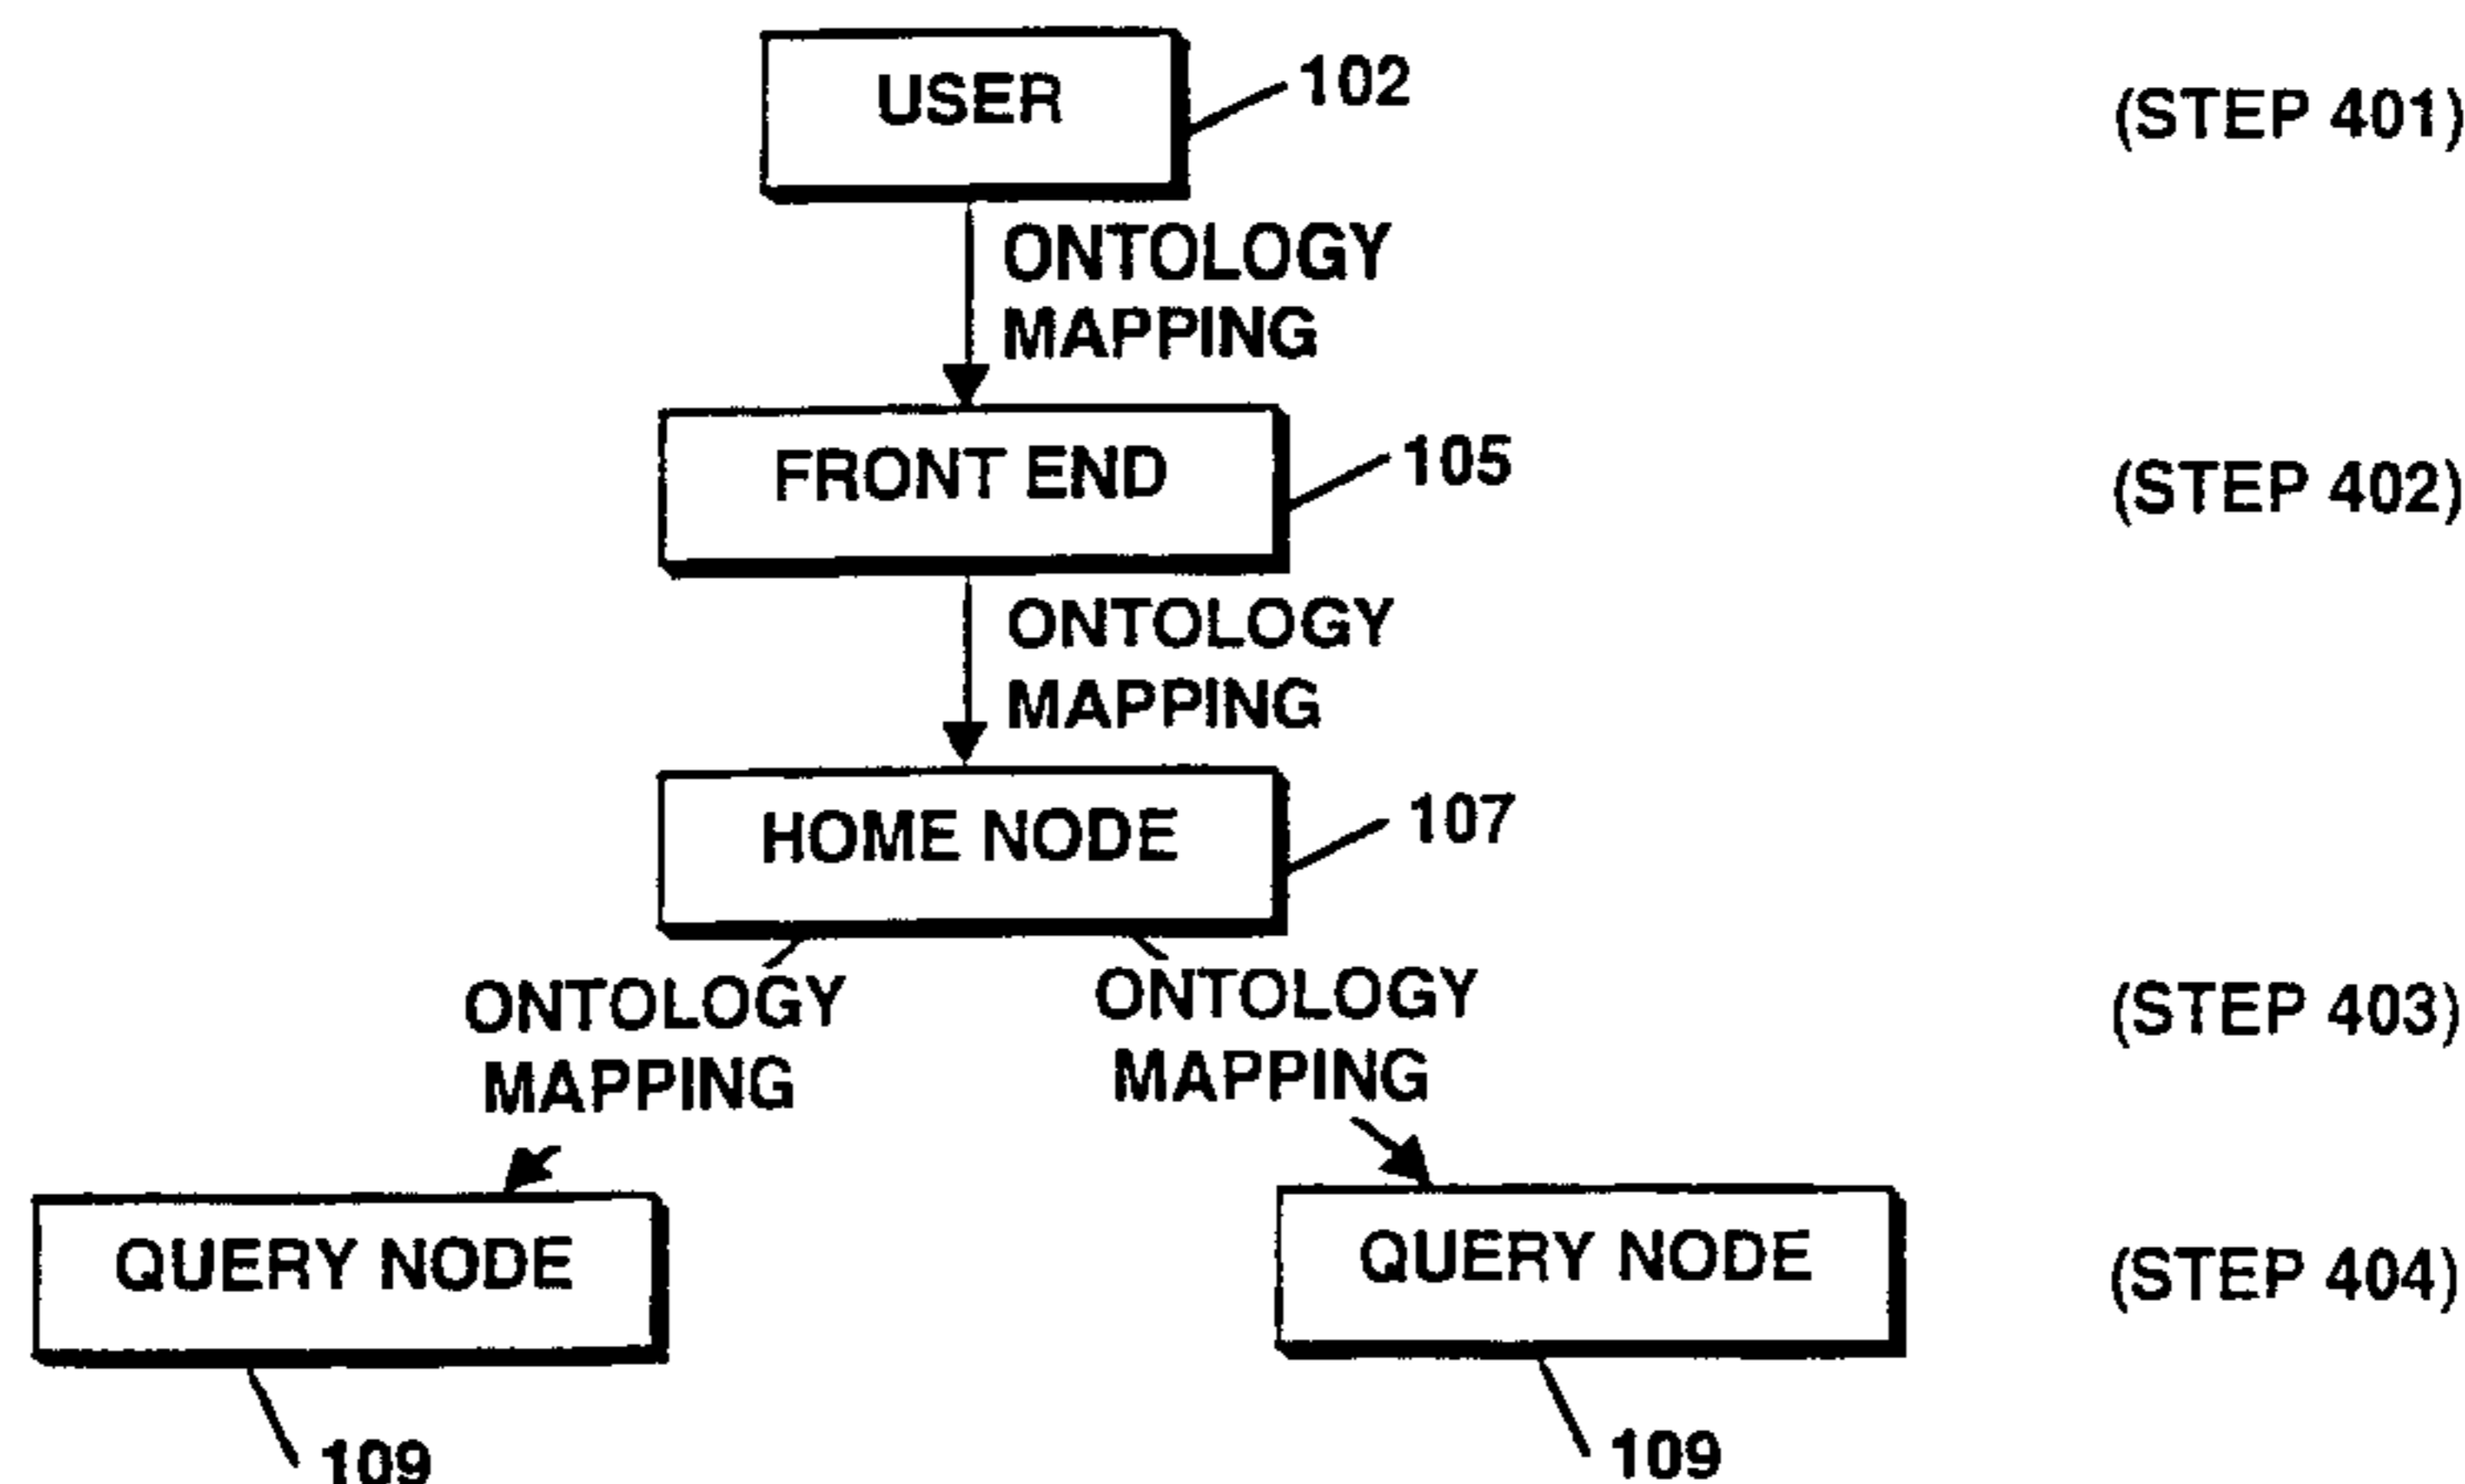 USER
102
(STEP 401)
ONTOLOGY
MAPPING
FRONT END
105
(STEP 402)
ONTOLOGY
MAPPING
HOME NODE
107
ONTOLOGY
MAPPING
ONTOLOGY
MAPPING
(STEP 403)
QUERY NODE
QUERY NODE
(STEP 404)
109
109